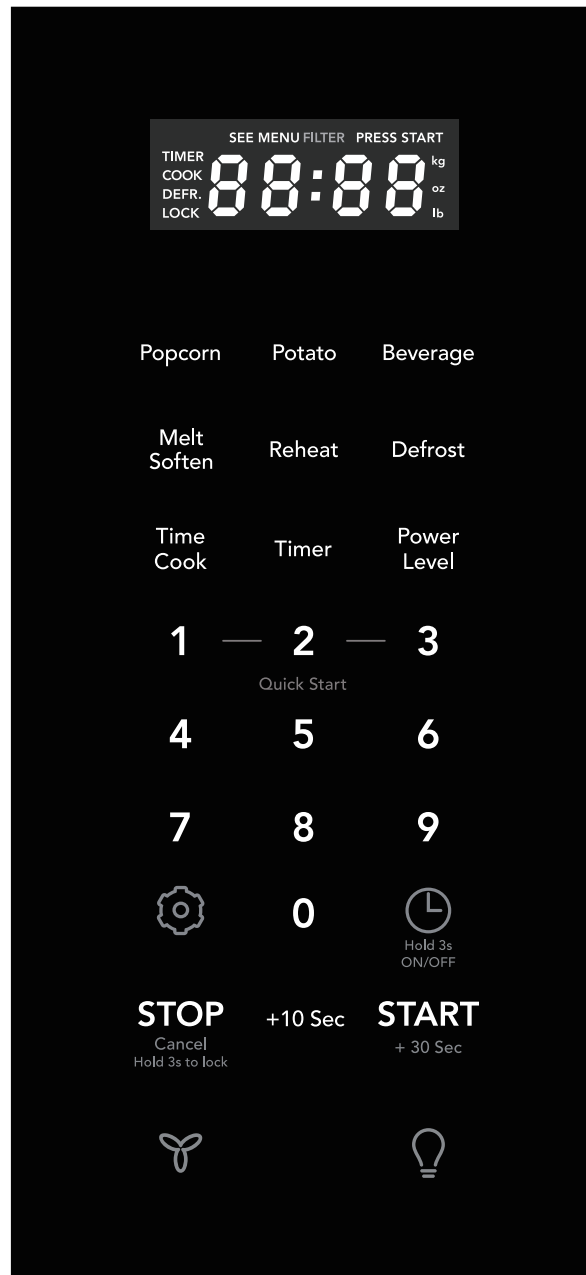 SEE MENU FILTER PRESS START
TIMER
COOK
DEFR.
LOCK
88:88
kg
oz
lb
Popcorn Potato Beverage
Melt
Soften
Reheat
Defrost
Time
Cook
Timer
Power
Level
1 — 2 — 3
Quick Start
4 5 6
7 8 9
0
Hold 3s
ON/OFF
STOP
Cancel
Hold 3s to lock
+10 Sec
START
+ 30 Sec